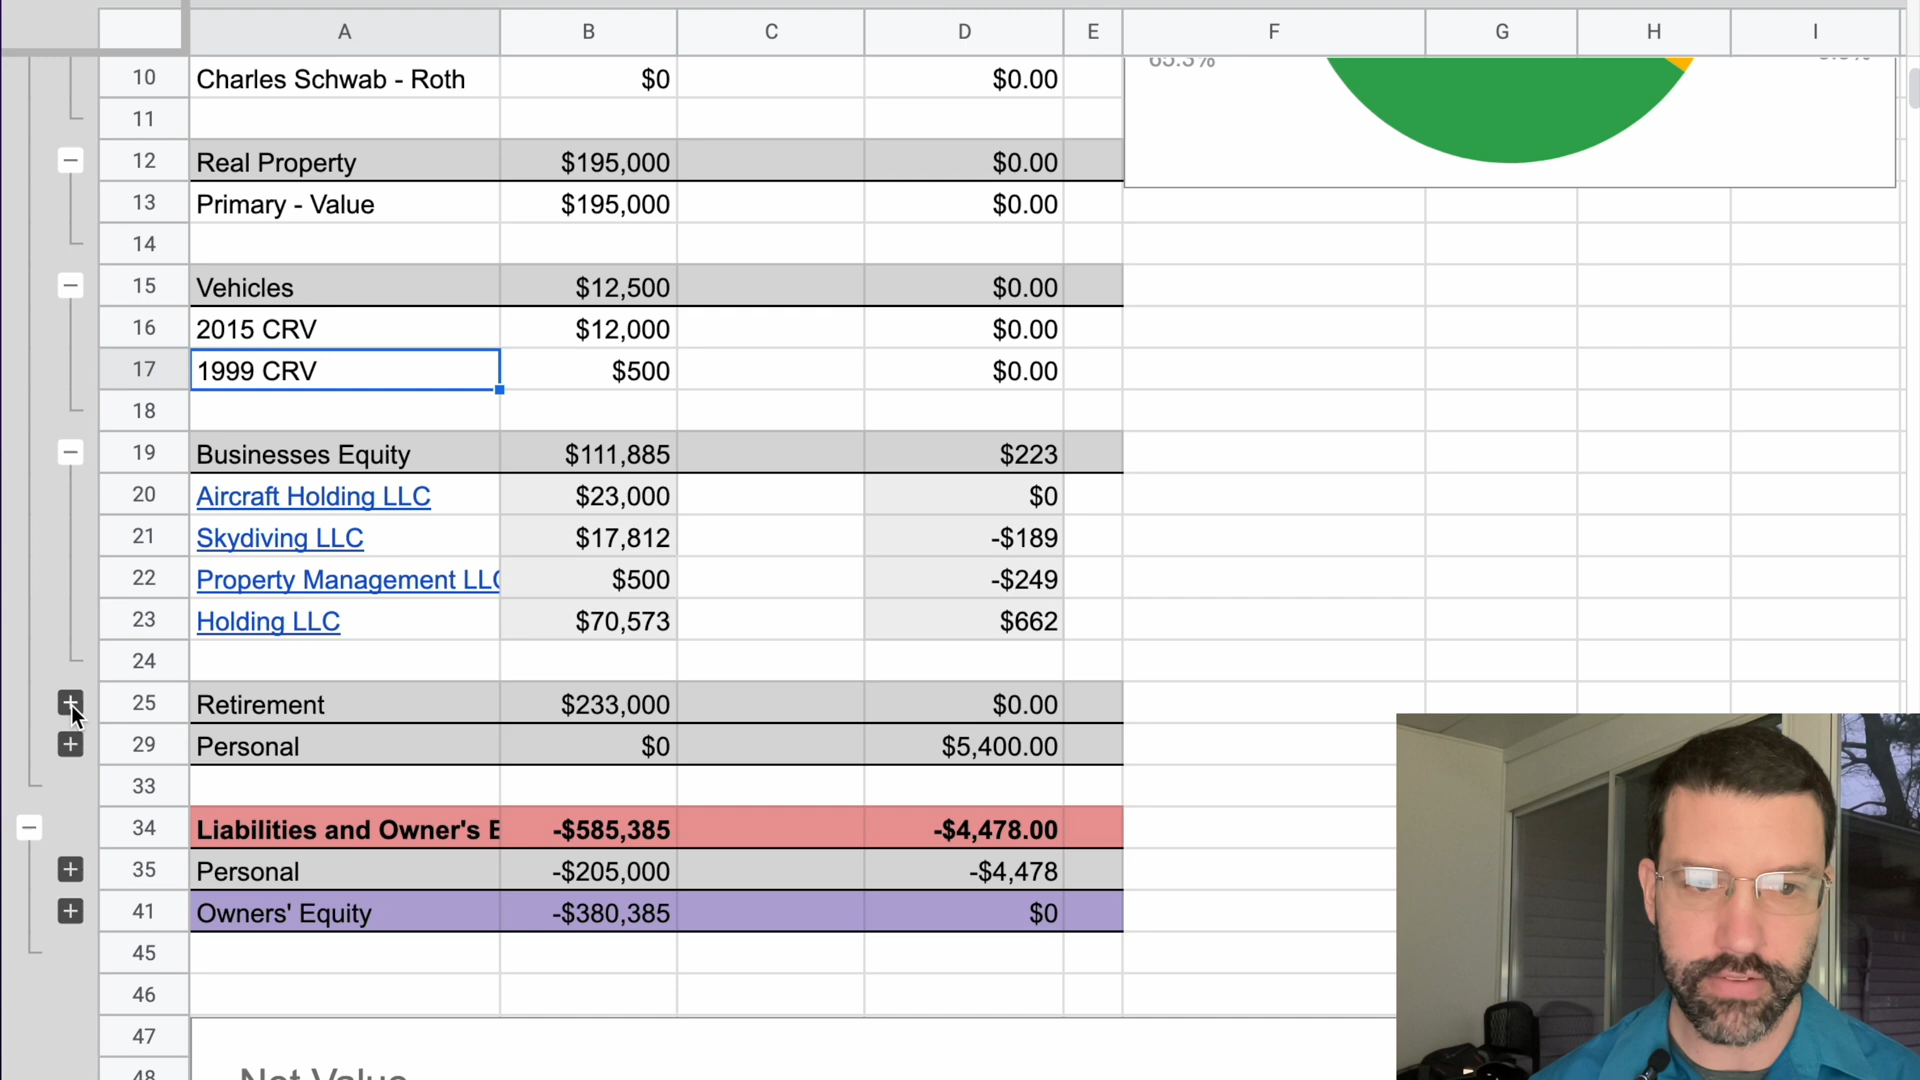 A B C D E F G H I
10 Charles Schwab - Roth $0 $0.00
11
12 Real Property $195,000 $0.00
13 Primary - Value $195,000 $0.00
14
15 Vehicles $12,500 $0.00
16 2015 CRV $12,000 $0.00
17 1999 CRV $500 $0.00
18
19 Businesses Equity $111,885 $223
20 Aircraft Holding LLC $23,000 $0
21 Skydiving LLC $17,812 -$189
22 Property Management LLC $500 -$249
23 Holding LLC $70,573 $662
24
25 Retirement $233,000 $0.00
29 Personal $0 $5,400.00
33
34 Liabilities and Owner's E -$585,385 -$4,478.00
35 Personal -$205,000 -$4,478
41 Owners' Equity -$380,385 $0
45
46
47
48 Net Value
65.3%